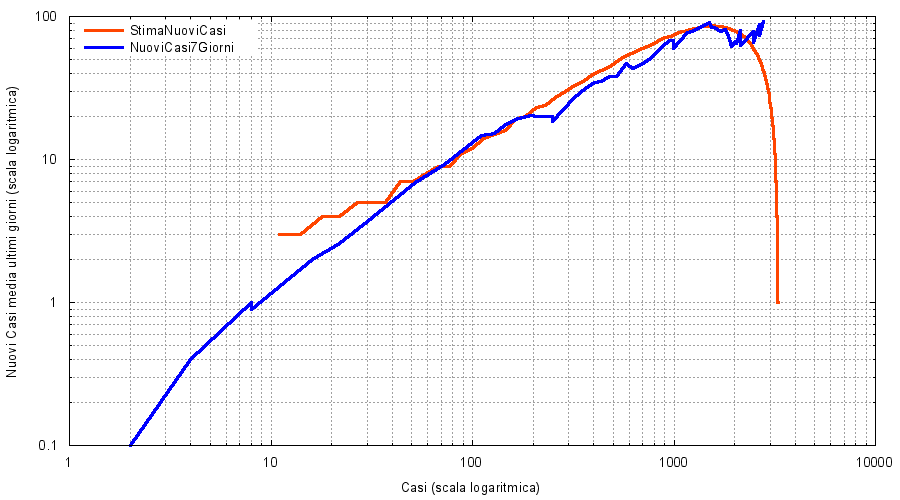 StimaNuoviCasi
NuoviCasi7Giorni
Nuovi Casi media ultimi giorni (scala logaritmica)
100
10
1
0.1
1
10
100
1000
10000
Casi (scala logaritmica)